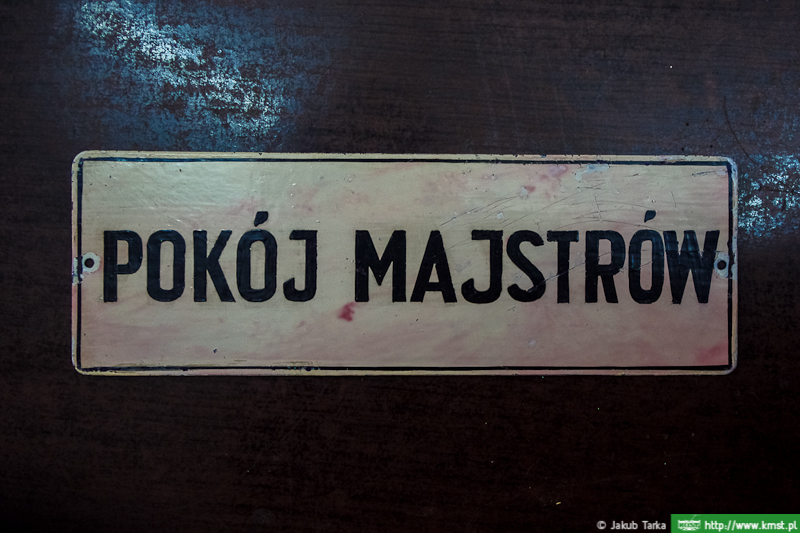 POKÓJ MAJSTRÓW
© Jakub Tarka http://www.kmst.pl